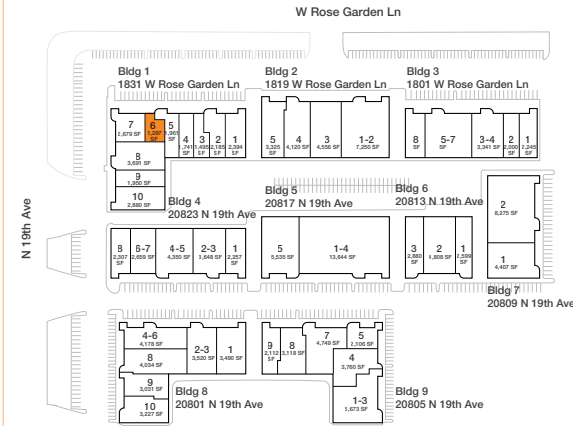 W Rose Garden Ln
Bldg 1
1831 W Rose Garden Ln
Bldg 2
1819 W Rose Garden Ln
Bldg 3
1801 W Rose Garden Ln
7
2,679 SF
6
1,297 SF
5
1,961 SF
4
1,741 SF
3
1,495 SF
2
2,185 SF
1
2,394 SF
8
3,691 SF
9
1,950 SF
10
2,880 SF
5
3,325 SF
4
4,120 SF
3
4,556 SF
1-2
7,250 SF
8
SF
5-7
SF
3-4
3,341 SF
2
2,000 SF
1
2,245 SF
N 19th Ave
Bldg 4
20823 N 19th Ave
Bldg 5
20817 N 19th Ave
Bldg 6
20813 N 19th Ave
8
2,307 SF
6-7
2,659 SF
4-5
4,350 SF
2-3
3,648 SF
1
2,257 SF
5
5,535 SF
1-4
13,644 SF
3
2,880 SF
2
4,808 SF
1
2,599 SF
2
8,275 SF
1
4,407 SF
Bldg 7
20809 N 19th Ave
4-6
4,178 SF
8
4,034 SF
9
3,031 SF
10
3,227 SF
2-3
3,520 SF
1
3,490 SF
Bldg 8
20801 N 19th Ave
9
2,112 SF
8
3,118 SF
7
4,749 SF
5
2,106 SF
4
3,760 SF
1-3
5,673 SF
Bldg 9
20805 N 19th Ave